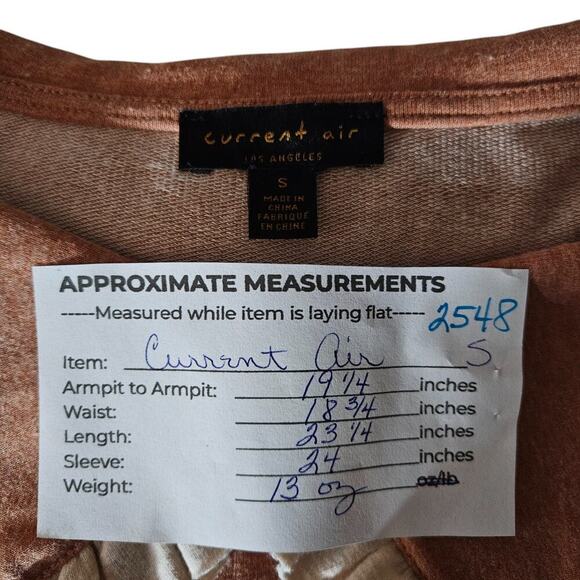 current air
LOS ANGELES
S
MADE IN
CHINA
FABRIQUÉ
EN CHINE
APPROXIMATE MEASUREMENTS
-----Measured while item is laying flat-----
2548
Item: Current Air S
Armpit to Armpit: 19 1/4 inches
Waist: 18 3/4 inches
Length: 23 1/4 inches
Sleeve: 24 inches
Weight: 13 oz oz/lb